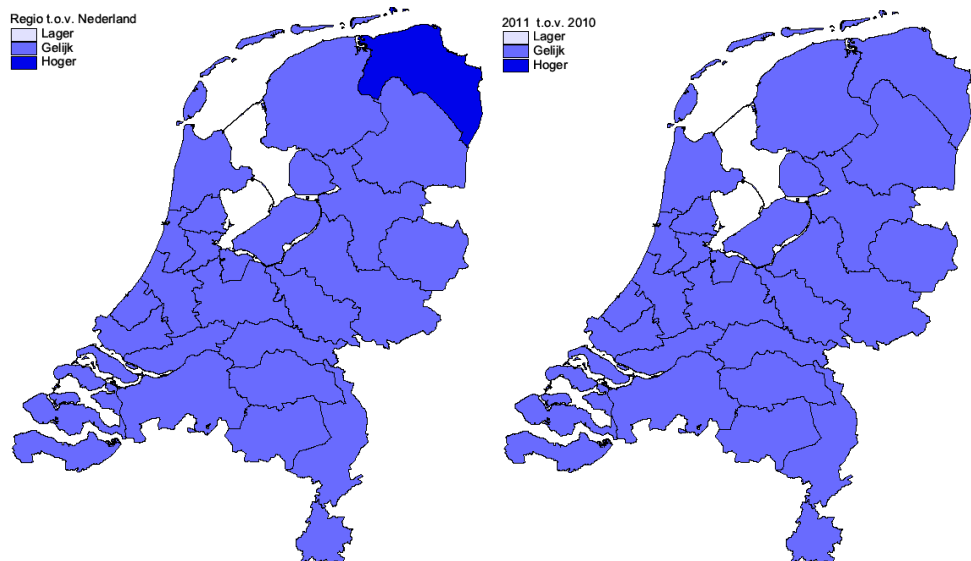 Regio t.o.v. Nederland
Lager
Gelijk
Hoger
2011 t.o.v. 2010
Lager
Gelijk
Hoger